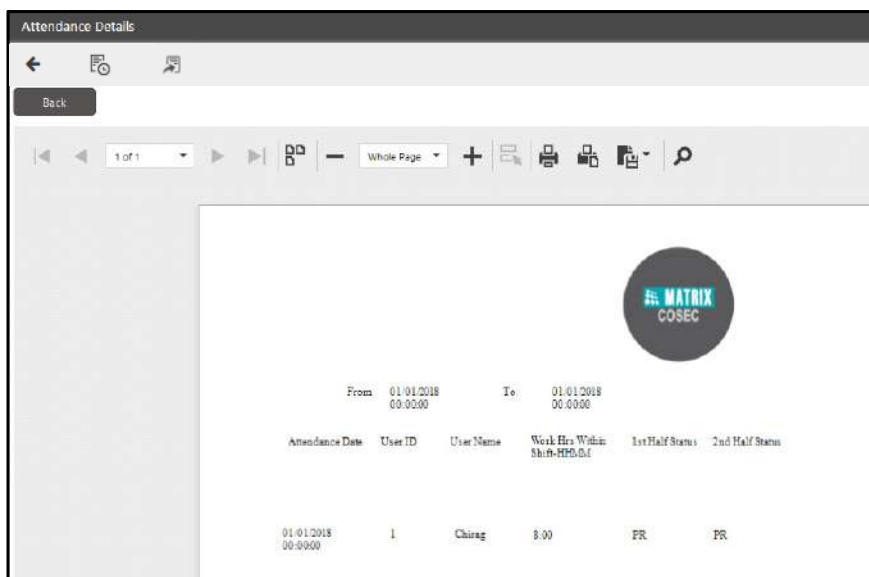 Attendance Details
Back
1 of 1
Whole Page
MATRIX
COSEC
From 01/01/2018 To 01/01/2018
00:00:00 00:00:00
Attendance Date User ID User Name Work Hrs Within 1st Half Status 2nd Half Status
Shift-HH:MM
01/01/2018 1 Chirag 8:00 PR PR
00:00:00